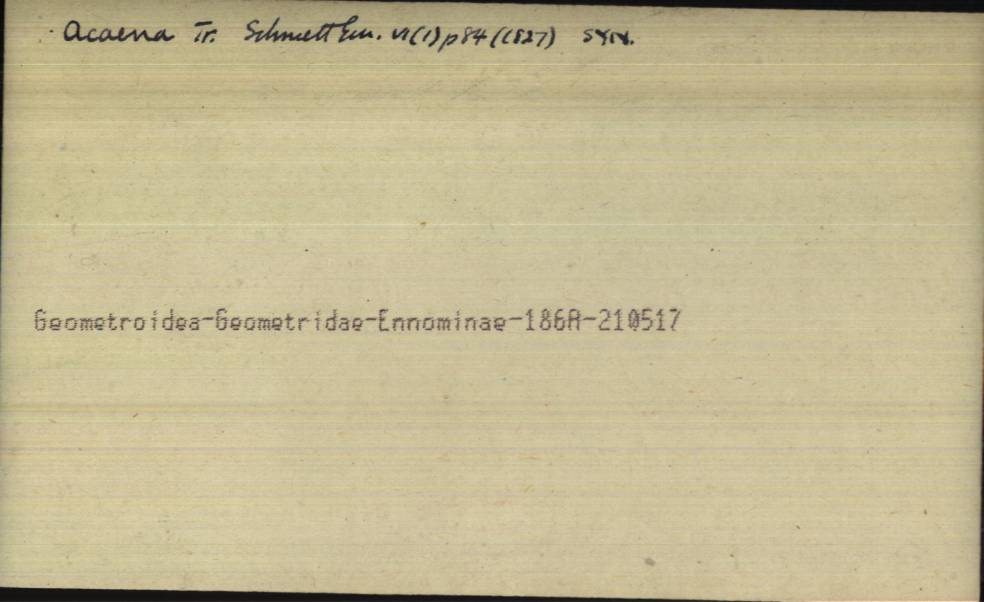 Acaena Tr. Schmett Eur. VI(1) p84 (1827) SYN.
Geometroidea-Geometridae-Ennominae-186A-210517